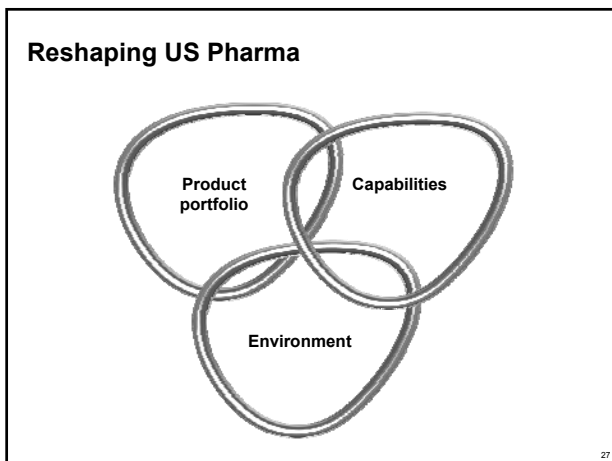 Reshaping US Pharma
Product
portfolio
Capabilities
Environment
27